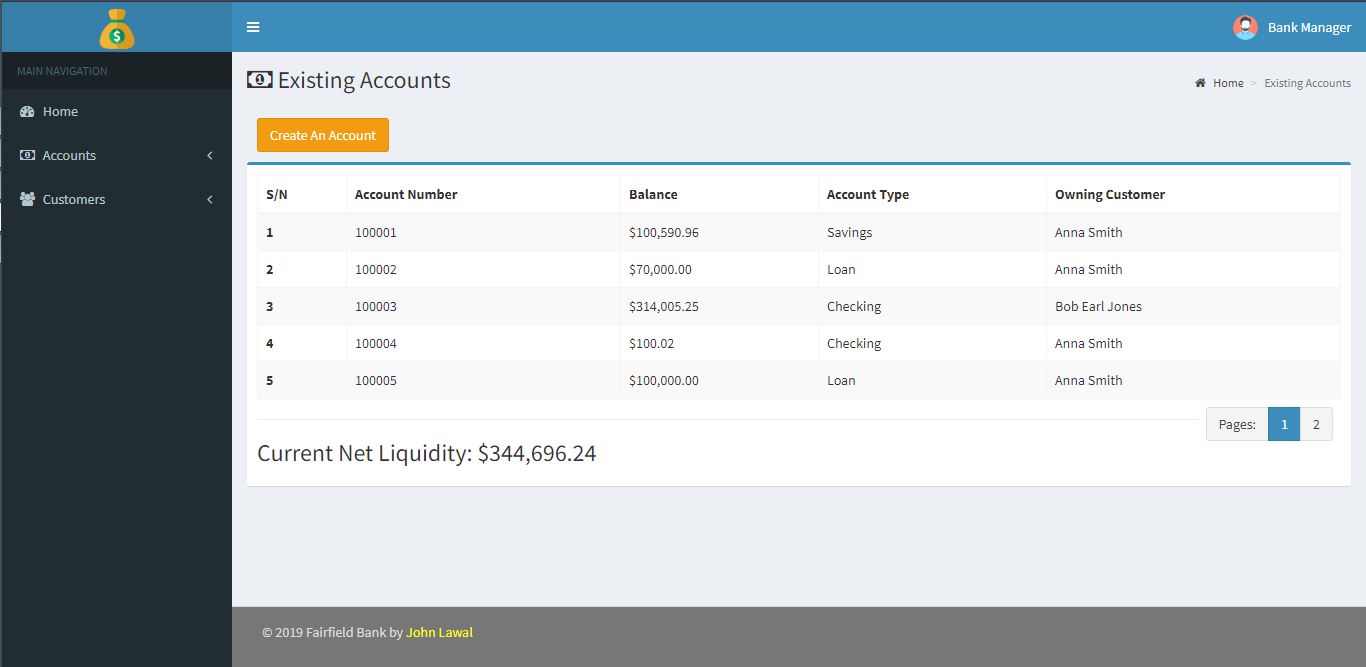 $
Bank Manager
MAIN NAVIGATION
Home
Accounts
Customers
Existing Accounts
Home > Existing Accounts
Create An Account
S/N Account Number Balance Account Type Owning Customer
1 100001 $100,590.96 Savings Anna Smith
2 100002 $70,000.00 Loan Anna Smith
3 100003 $314,005.25 Checking Bob Earl Jones
4 100004 $100.02 Checking Anna Smith
5 100005 $100,000.00 Loan Anna Smith
Pages: 1 2
Current Net Liquidity: $344,696.24
© 2019 Fairfield Bank by John Lawal